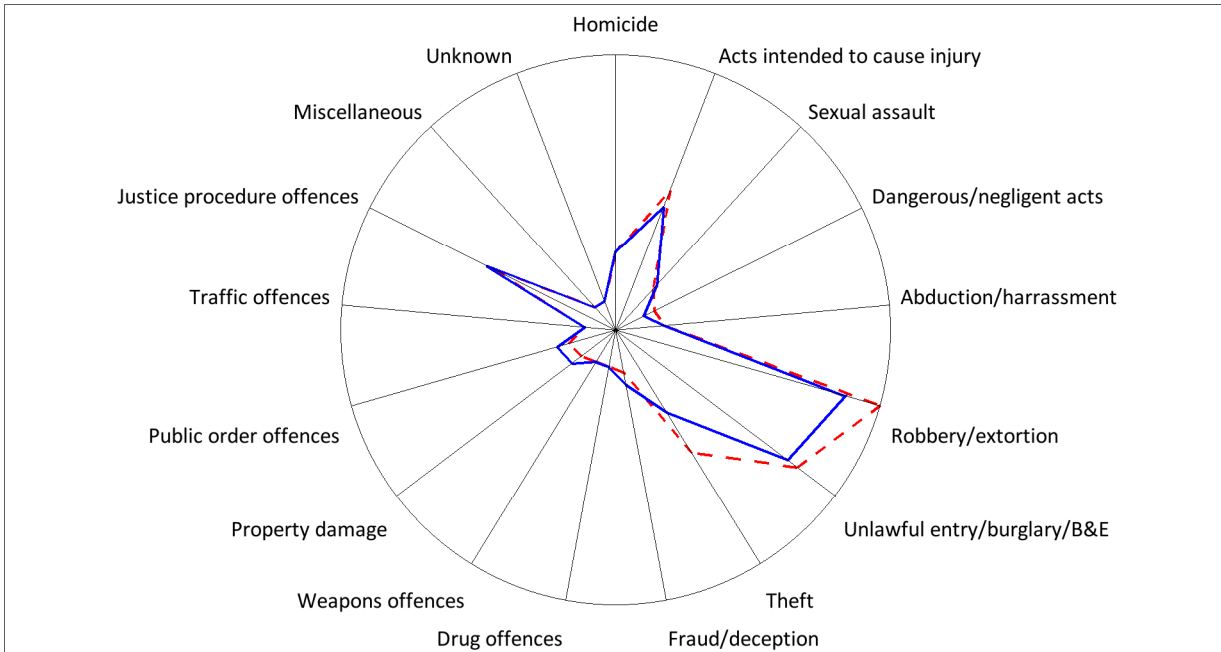 Homicide
Unknown
Acts intended to cause injury
Miscellaneous
Sexual assault
Justice procedure offences
Dangerous/negligent acts
Traffic offences
Abduction/harrassment
Public order offences
Robbery/extortion
Property damage
Unlawful entry/burglary/B&E
Weapons offences
Theft
Drug offences
Fraud/deception